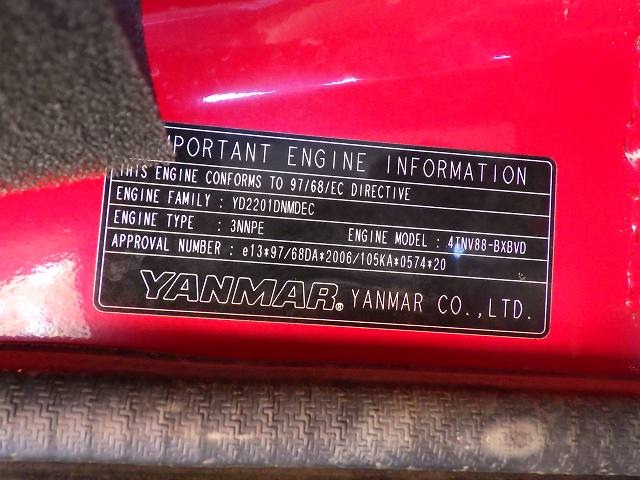 IMPORTANT ENGINE INFORMATION
THIS ENGINE CONFORMS TO 97/68/EC DIRECTIVE
ENGINE FAMILY : YD2201DNMDEC
ENGINE TYPE : 3NNPE ENGINE MODEL : 4TNV88-BXBVD
APPROVAL NUMBER : e13*97/68DA*2006/105KA*0574*20
YANMAR® YANMAR CO.,LTD.